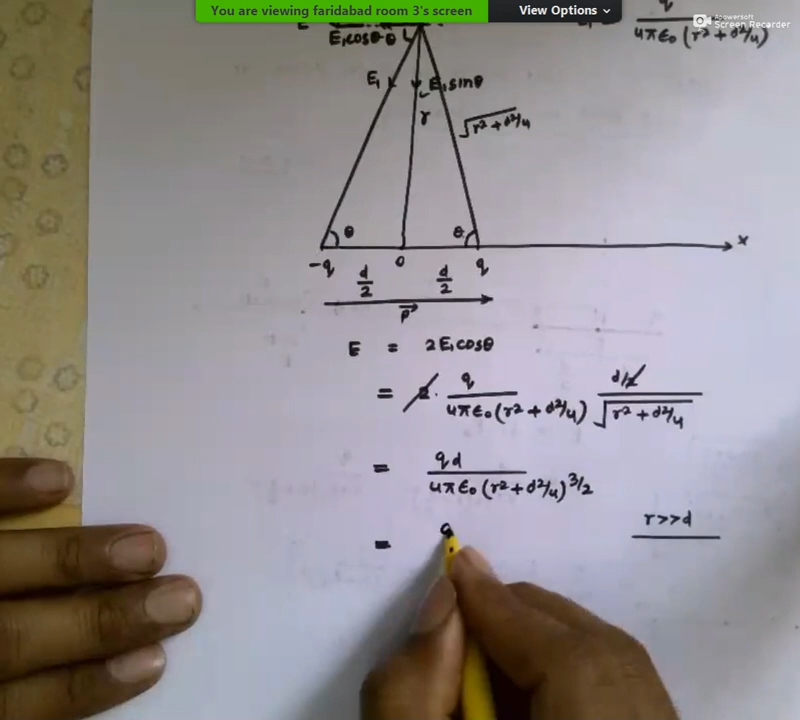 You are viewing faridabad room 3's screen
View Options
Apowersoft
Screen Recorder
q
4πε₀(r²+d²/4)
E₁cosθ θ
E₁
E₁sinθ
r
√r²+d²/4
θ
θ
x
-q
0
q
d/2
d/2
p⃗
E = 2E₁cosθ
= 2. q/4πε₀(r²+d²/4) d/2/√r²+d²/4
= qd/4πε₀(r²+d²/4)^3/2
r>>d
=